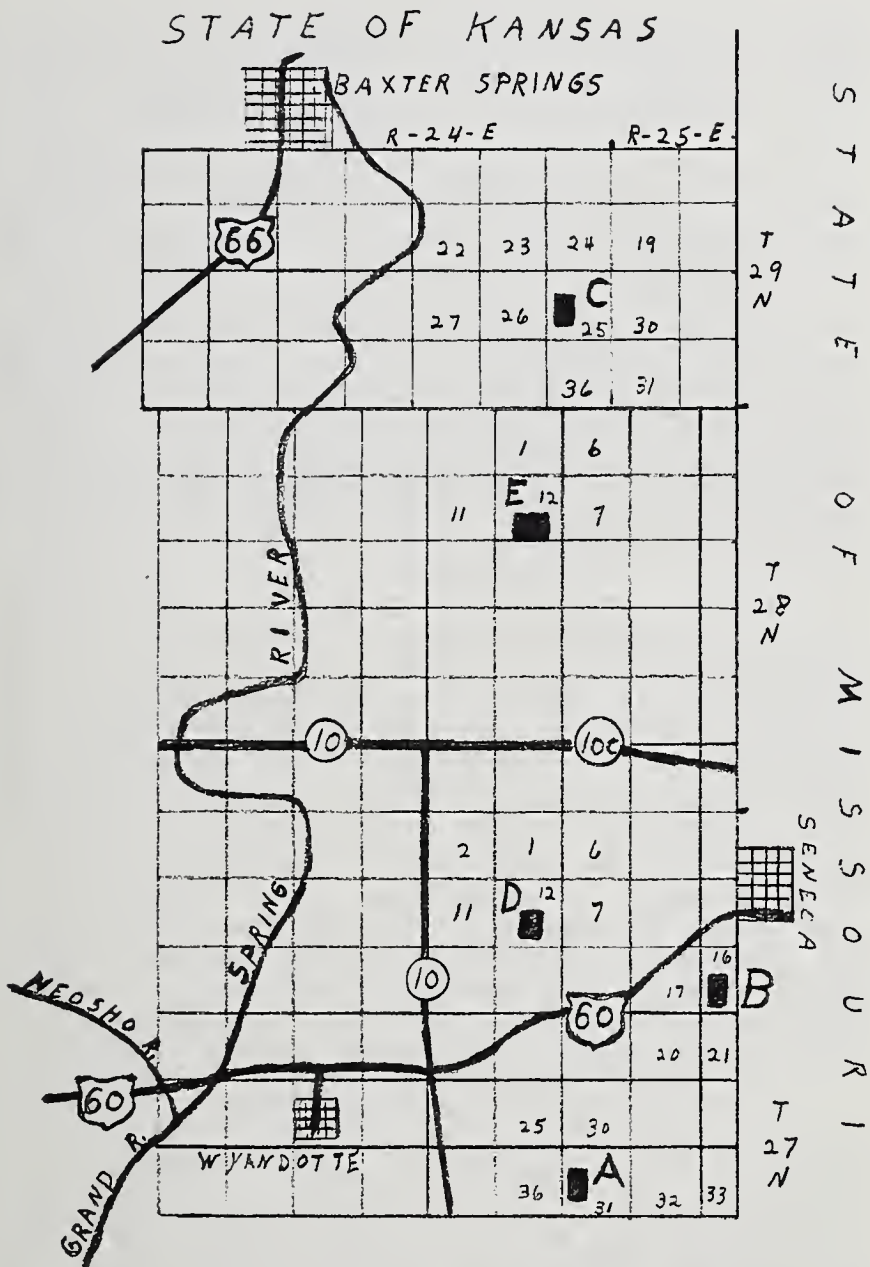 STATE OF KANSAS
BAXTER SPRINGS
R-24-E R-25-E
STATE OF MISSOURI
66
22 23 24 19
T 29 N
C
27 26 25 30
36 31
1 6
E 12
11 7
RIVER
T 28 N
10 10c
2 1 6
SENECA
D 12
11 7
SPRING
16
10 17 B
NEOSHO R.
60
20 21
60
25 30
T 27 N
WYANDOTTE
A
GRAND R.
36 31 32 33